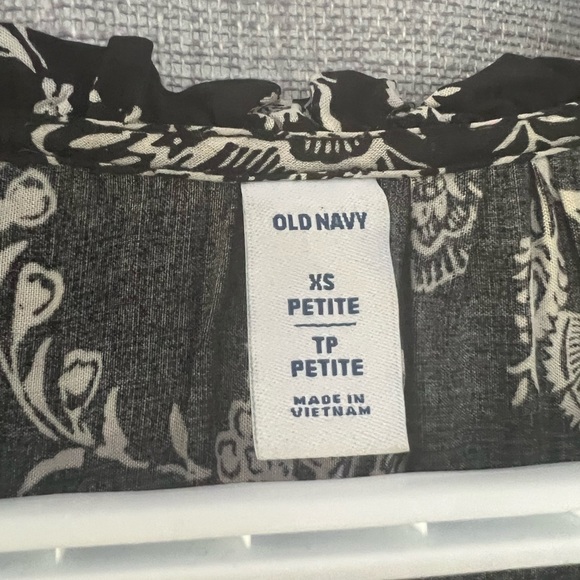 OLD NAVY
XS
PETITE
TP
PETITE
MADE IN
VIETNAM